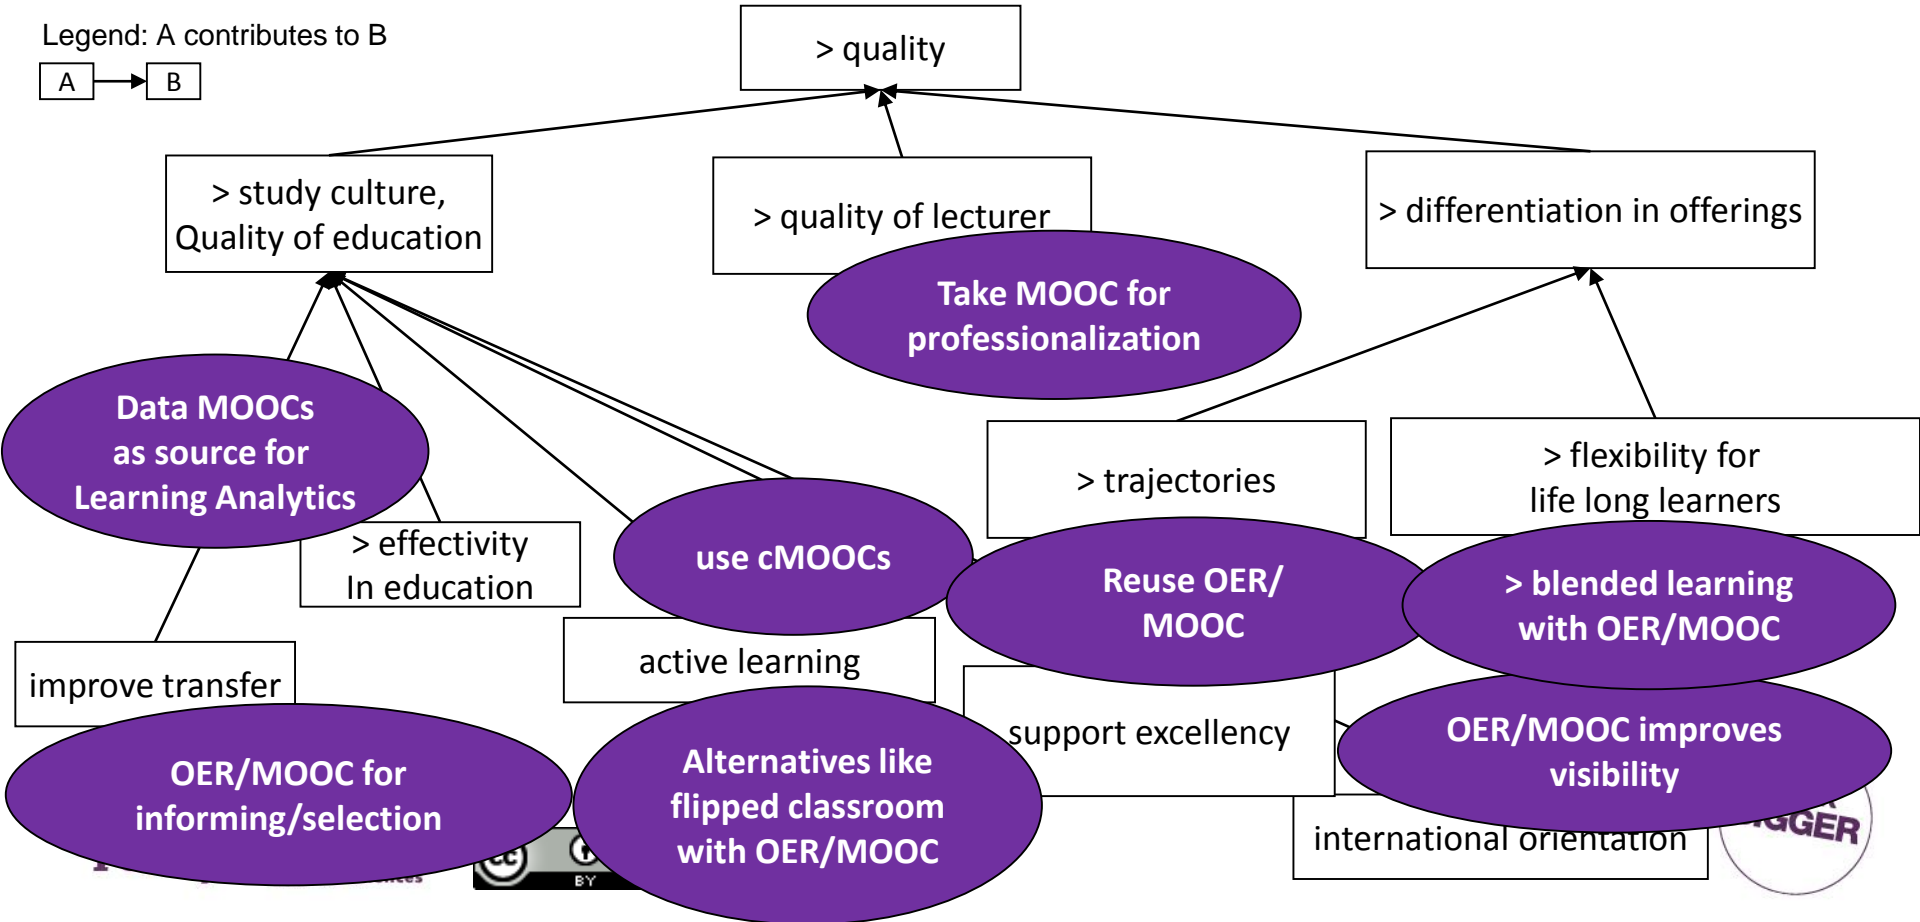 Legend: A contributes to B
A
B
> quality
> study culture,
Quality of education
> quality of lecturer
> differentiation in offerings
Take MOOC for
professionalization
Data MOOCs
as source for
Learning Analytics
> trajectories
> flexibility for
life long learners
> effectivity
In education
use cMOOCs
Reuse OER/
MOOC
> blended learning
with OER/MOOC
improve transfer
active learning
support excellency
OER/MOOC improves
visibility
OER/MOOC for
informing/selection
Alternatives like
flipped classroom
with OER/MOOC
international orientation
cc
BY